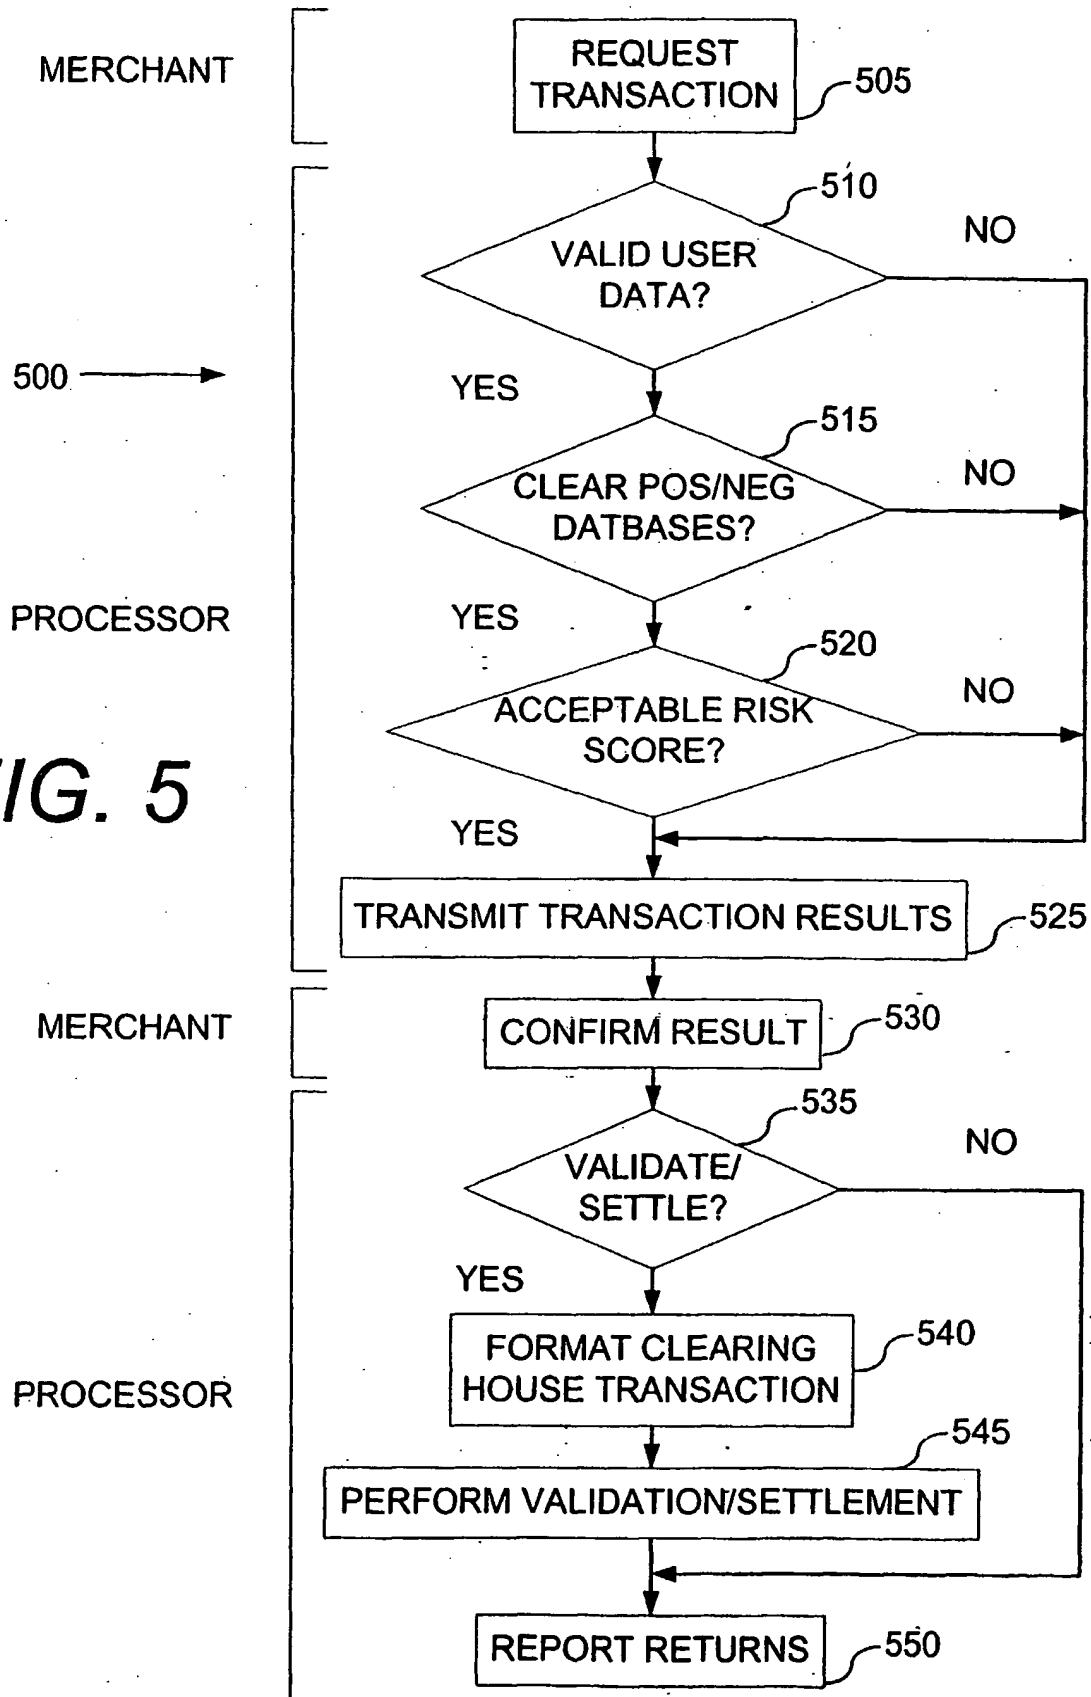 MERCHANT
REQUEST
TRANSACTION
505
510
VALID USER
DATA?
NO
500
YES
515
CLEAR POS/NEG
DATBASES?
NO
PROCESSOR
YES
520
ACCEPTABLE RISK
SCORE?
NO
IG. 5
YES
TRANSMIT TRANSACTION RESULTS
525
MERCHANT
CONFIRM RESULT
530
535
VALIDATE/
SETTLE?
NO
YES
FORMAT CLEARING
HOUSE TRANSACTION
540
PROCESSOR
545
PERFORM VALIDATION/SETTLEMENT
REPORT RETURNS
550